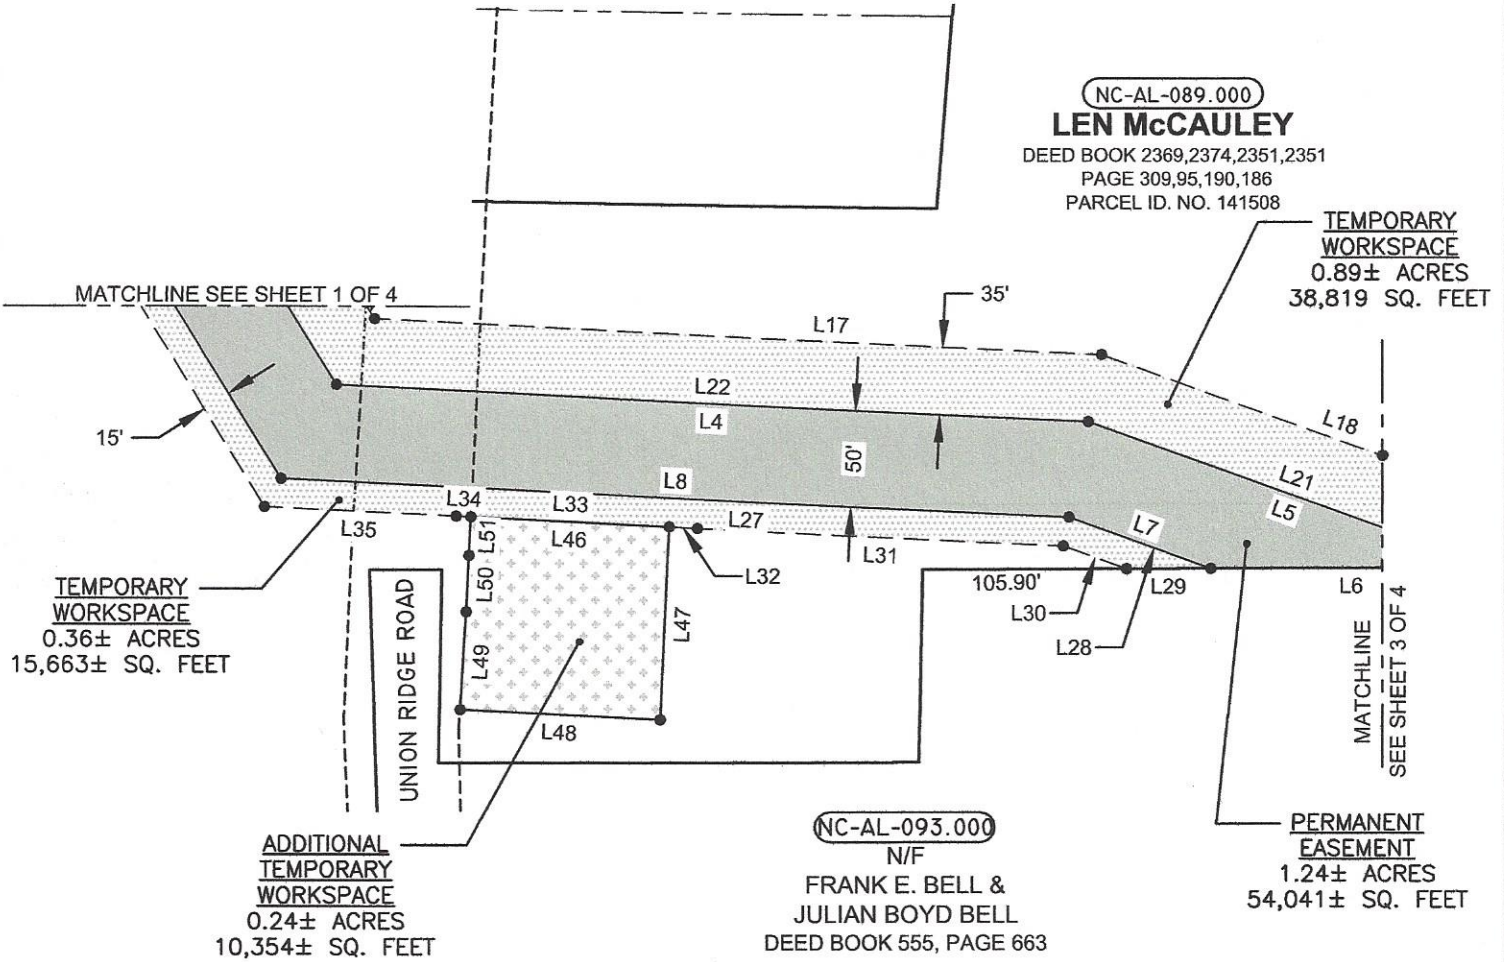 NC-AL-089.000
LEN McCAULEY
DEED BOOK 2369,2374,2351,2351
PAGE 309,95,190,186
PARCEL ID. NO. 141508
TEMPORARY
WORKSPACE
0.89± ACRES
38,819 SQ. FEET
MATCHLINE SEE SHEET 1 OF 4
35'
L17
L22
L4
L18
15'
50'
L21
L5
L8
L34
L33
L27
L7
L35
L51
L46
L31
L32
105.90'
L29
L6
L30
L28
L50
L47
L49
L48
TEMPORARY
WORKSPACE
0.36± ACRES
15,663± SQ. FEET
UNION RIDGE ROAD
MATCHLINE
SEE SHEET 3 OF 4
ADDITIONAL
TEMPORARY
WORKSPACE
0.24± ACRES
10,354± SQ. FEET
NC-AL-093.000
N/F
FRANK E. BELL &
JULIAN BOYD BELL
DEED BOOK 555, PAGE 663
PERMANENT
EASEMENT
1.24± ACRES
54,041± SQ. FEET